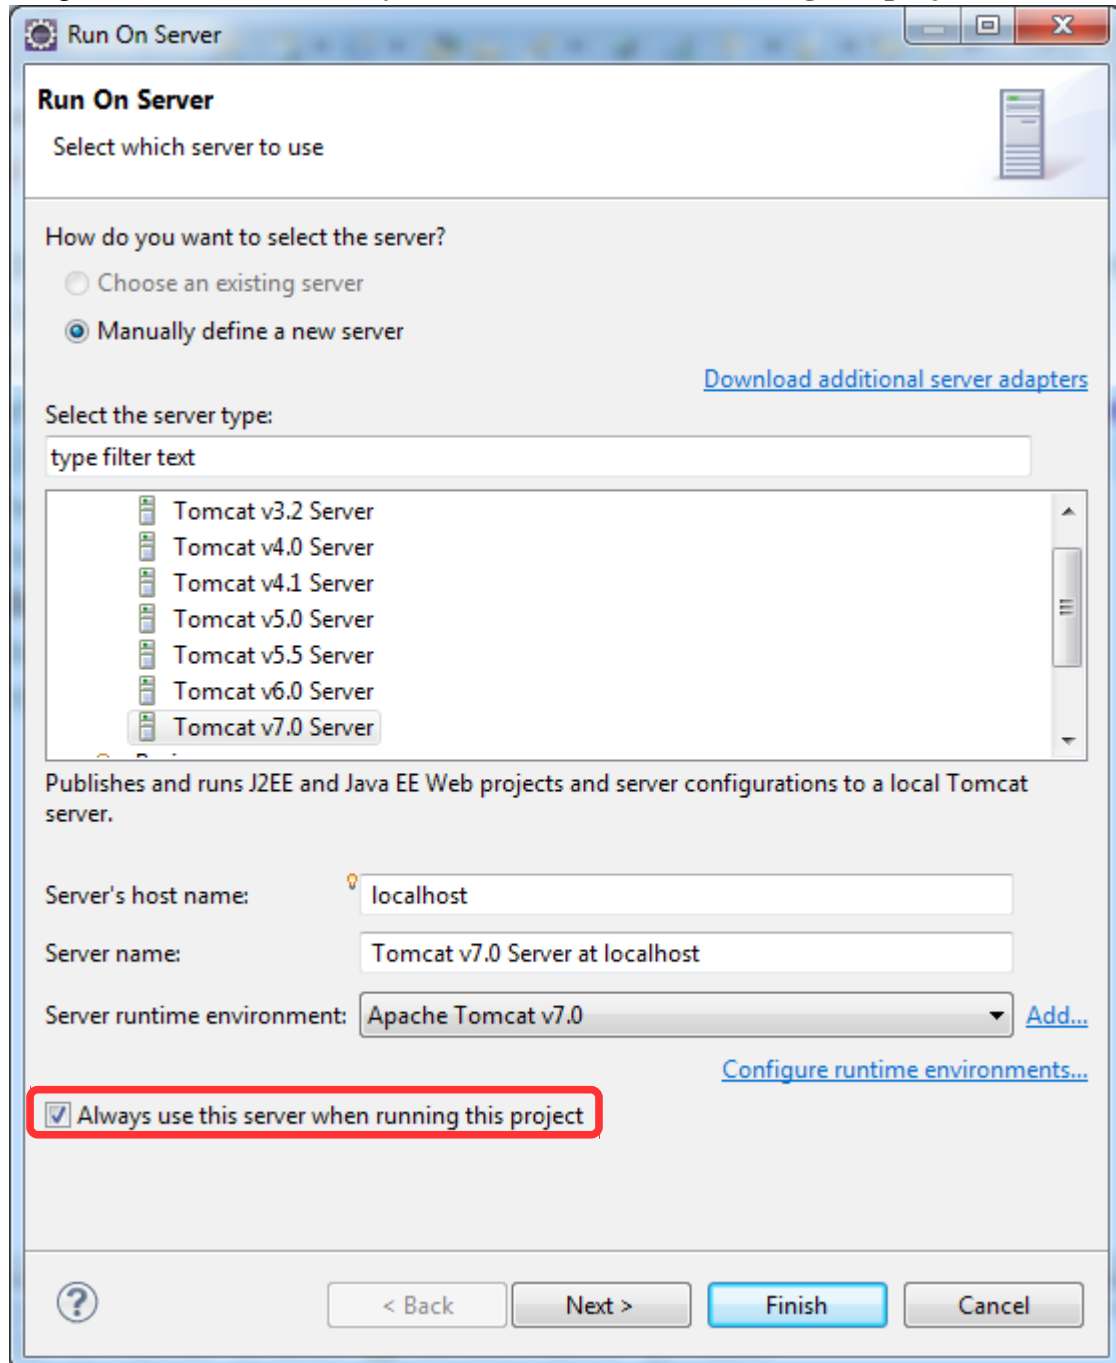 Run On Server
Run On Server
Select which server to use
How do you want to select the server?
Choose an existing server
Manually define a new server
Download additional server adapters
Select the server type:
type filter text
Tomcat v3.2 Server
Tomcat v4.0 Server
Tomcat v4.1 Server
Tomcat v5.0 Server
Tomcat v5.5 Server
Tomcat v6.0 Server
Tomcat v7.0 Server
Publishes and runs J2EE and Java EE Web projects and server configurations to a local Tomcat
server.
Server's host name: localhost
Server name: Tomcat v7.0 Server at localhost
Server runtime environment: Apache Tomcat v7.0 Add...
Configure runtime environments...
Always use this server when running this project
< Back Next > Finish Cancel